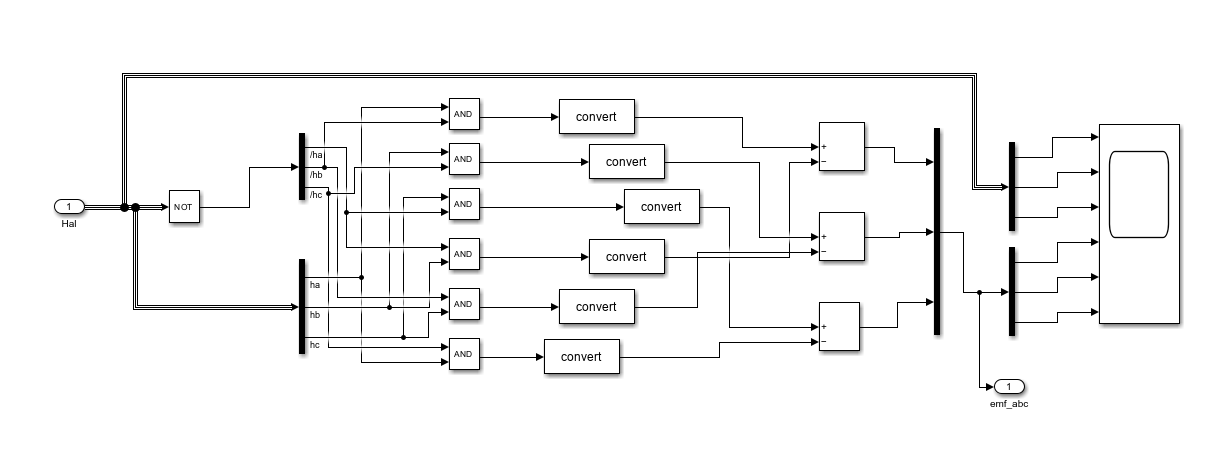 AND
convert
+
−
AND
convert
/ha
/hb
/hc
1
Hal
NOT
AND
convert
+
−
AND
convert
ha
hb
hc
AND
convert
+
−
AND
convert
1
emf_abc